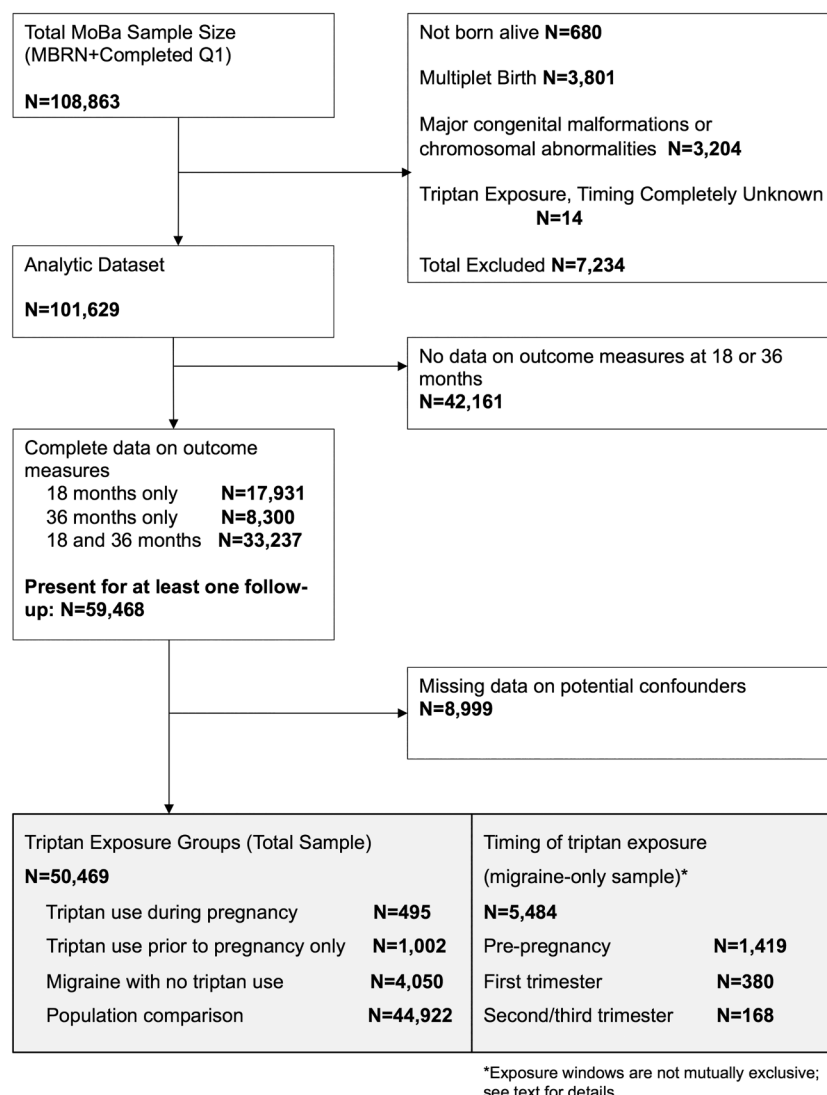 Total MoBa Sample Size
(MBRN+Completed Q1)
N=108,863
Not born alive N=680
Multiplet Birth N=3,801
Major congenital malformations or
chromosomal abnormalities N=3,204
Triptan Exposure, Timing Completely Unknown
N=14
Total Excluded N=7,234
Analytic Dataset
N=101,629
No data on outcome measures at 18 or 36
months
N=42,161
Complete data on outcome
measures
18 months only N=17,931
36 months only N=8,300
18 and 36 months N=33,237
Present for at least one follow-
up: N=59,468
Missing data on potential confounders
N=8,999
Triptan Exposure Groups (Total Sample)
N=50,469
Triptan use during pregnancy N=495
Triptan use prior to pregnancy only N=1,002
Migraine with no triptan use N=4,050
Population comparison N=44,922
Timing of triptan exposure
(migraine-only sample)*
N=5,484
Pre-pregnancy N=1,419
First trimester N=380
Second/third trimester N=168
*Exposure windows are not mutually exclusive;
see text for details